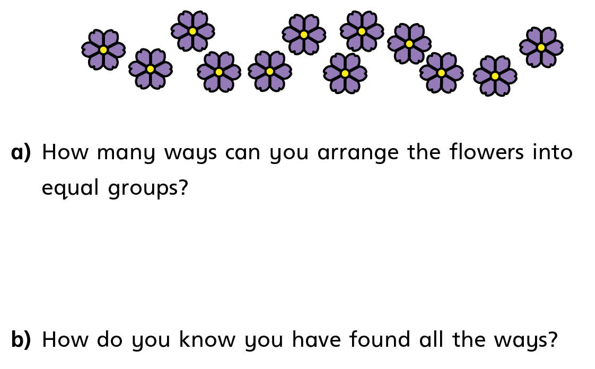 a) How many ways can you arrange the flowers into
equal groups?
b) How do you know you have found all the ways?